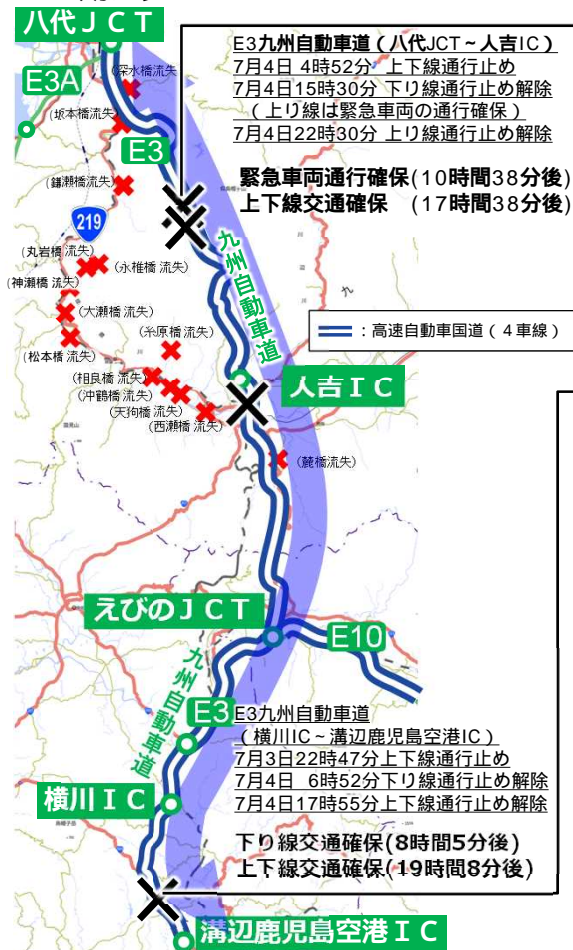 八代ＪＣＴ
E3A
(深水橋流失)
(坂本橋流失)
E3
(鎌瀬橋流失)
219
(丸岩橋 流失)
(永椎橋 流失)
(神瀬橋 流失)
(大瀬橋 流失)
(糸原橋 流失)
(松本橋 流失)
(相良橋 流失)
(沖鶴橋 流失)
(天狗橋 流失)
(西瀬橋 流失)
九州自動車道
E3九州自動車道（八代JCT～人吉IC）
7月4日 4時52分 上下線通行止め
7月4日15時30分 下り線通行止め解除
（上り線は緊急車両の通行確保）
7月4日22時30分 上り線通行止め解除
緊急車両通行確保(10時間38分後)
上下線交通確保 (17時間38分後)
：高速自動車国道（４車線）
人吉ＩＣ
(麓橋 流失)
えびのＪＣＴ
E10
九州自動車道
E3
E3九州自動車道
（横川IC～溝辺鹿児島空港IC）
7月3日22時47分上下線通行止め
7月4日 6時52分下り線通行止め解除
7月4日17時55分上下線通行止め解除
下り線交通確保(8時間5分後)
上下線交通確保(19時間8分後)
横川ＩＣ
溝辺鹿児島空港ＩＣ